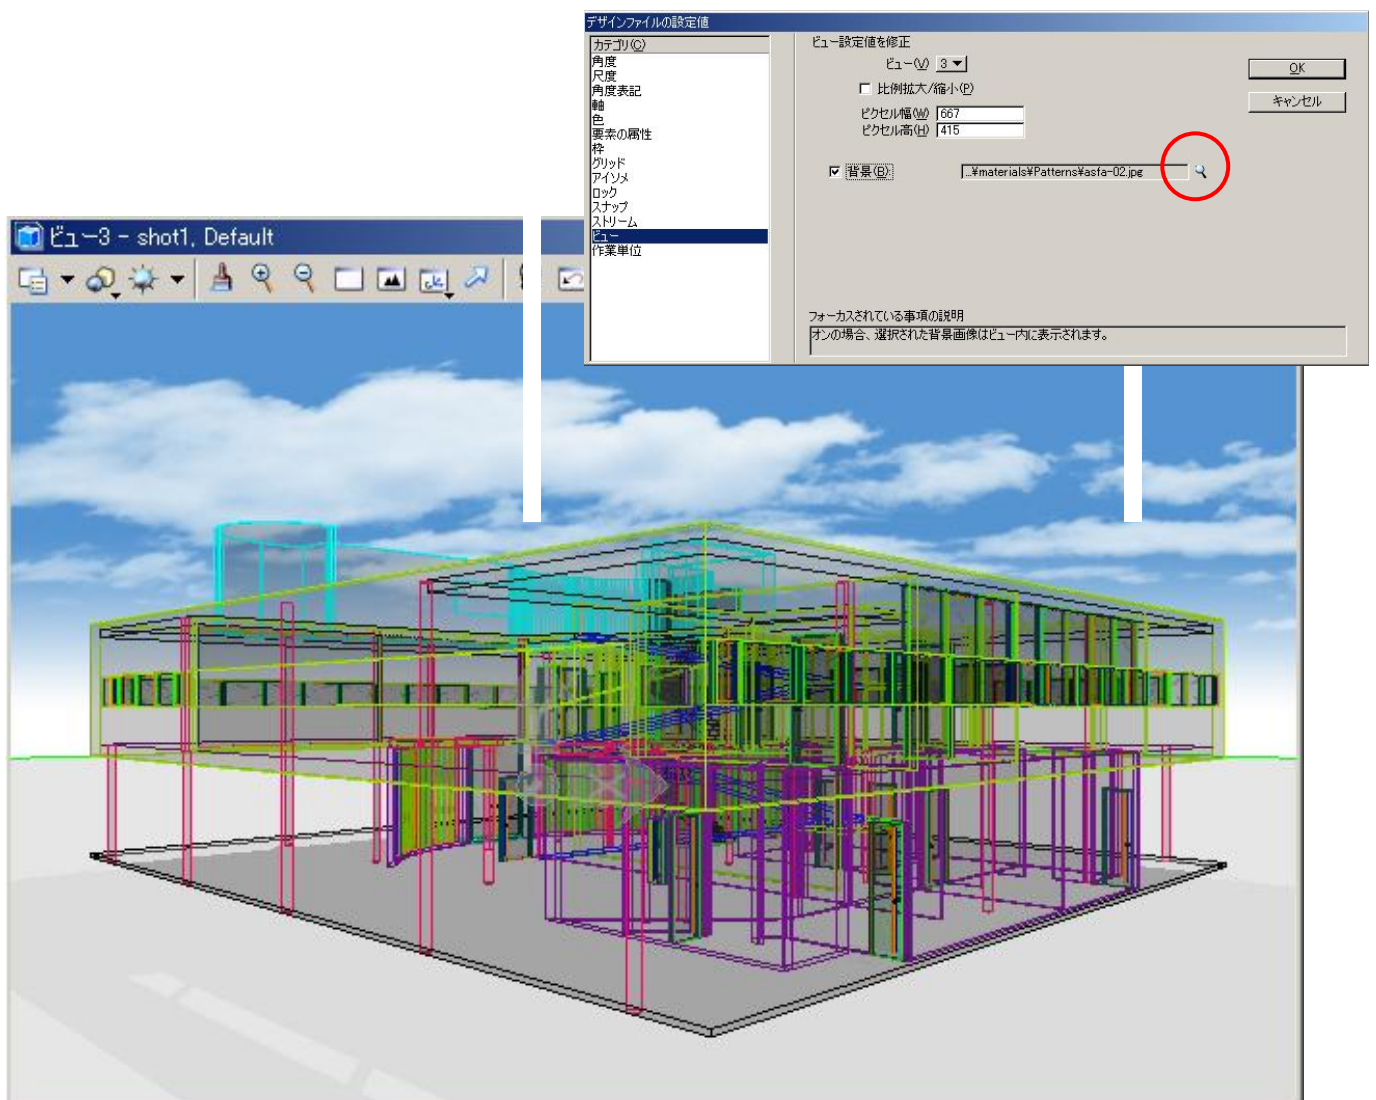 デザインファイルの設定値
カテゴリ(C)
角度
尺度
角度表記
軸
色
要素の属性
枠
グリッド
アイソメ
ロック
スナップ
ストリーム
ビュー
作業単位
ビュー設定値を修正
ビュー(V) 3
比例拡大/縮小(P)
ピクセル幅(W) 667
ピクセル高(H) 415
背景(B): ...¥materials¥Patterns¥asfa-02.jpg
OK
キャンセル
フォーカスされている事項の説明
オンの場合、選択された背景画像はビュー内に表示されます。
ビュー3 - shot1, Default